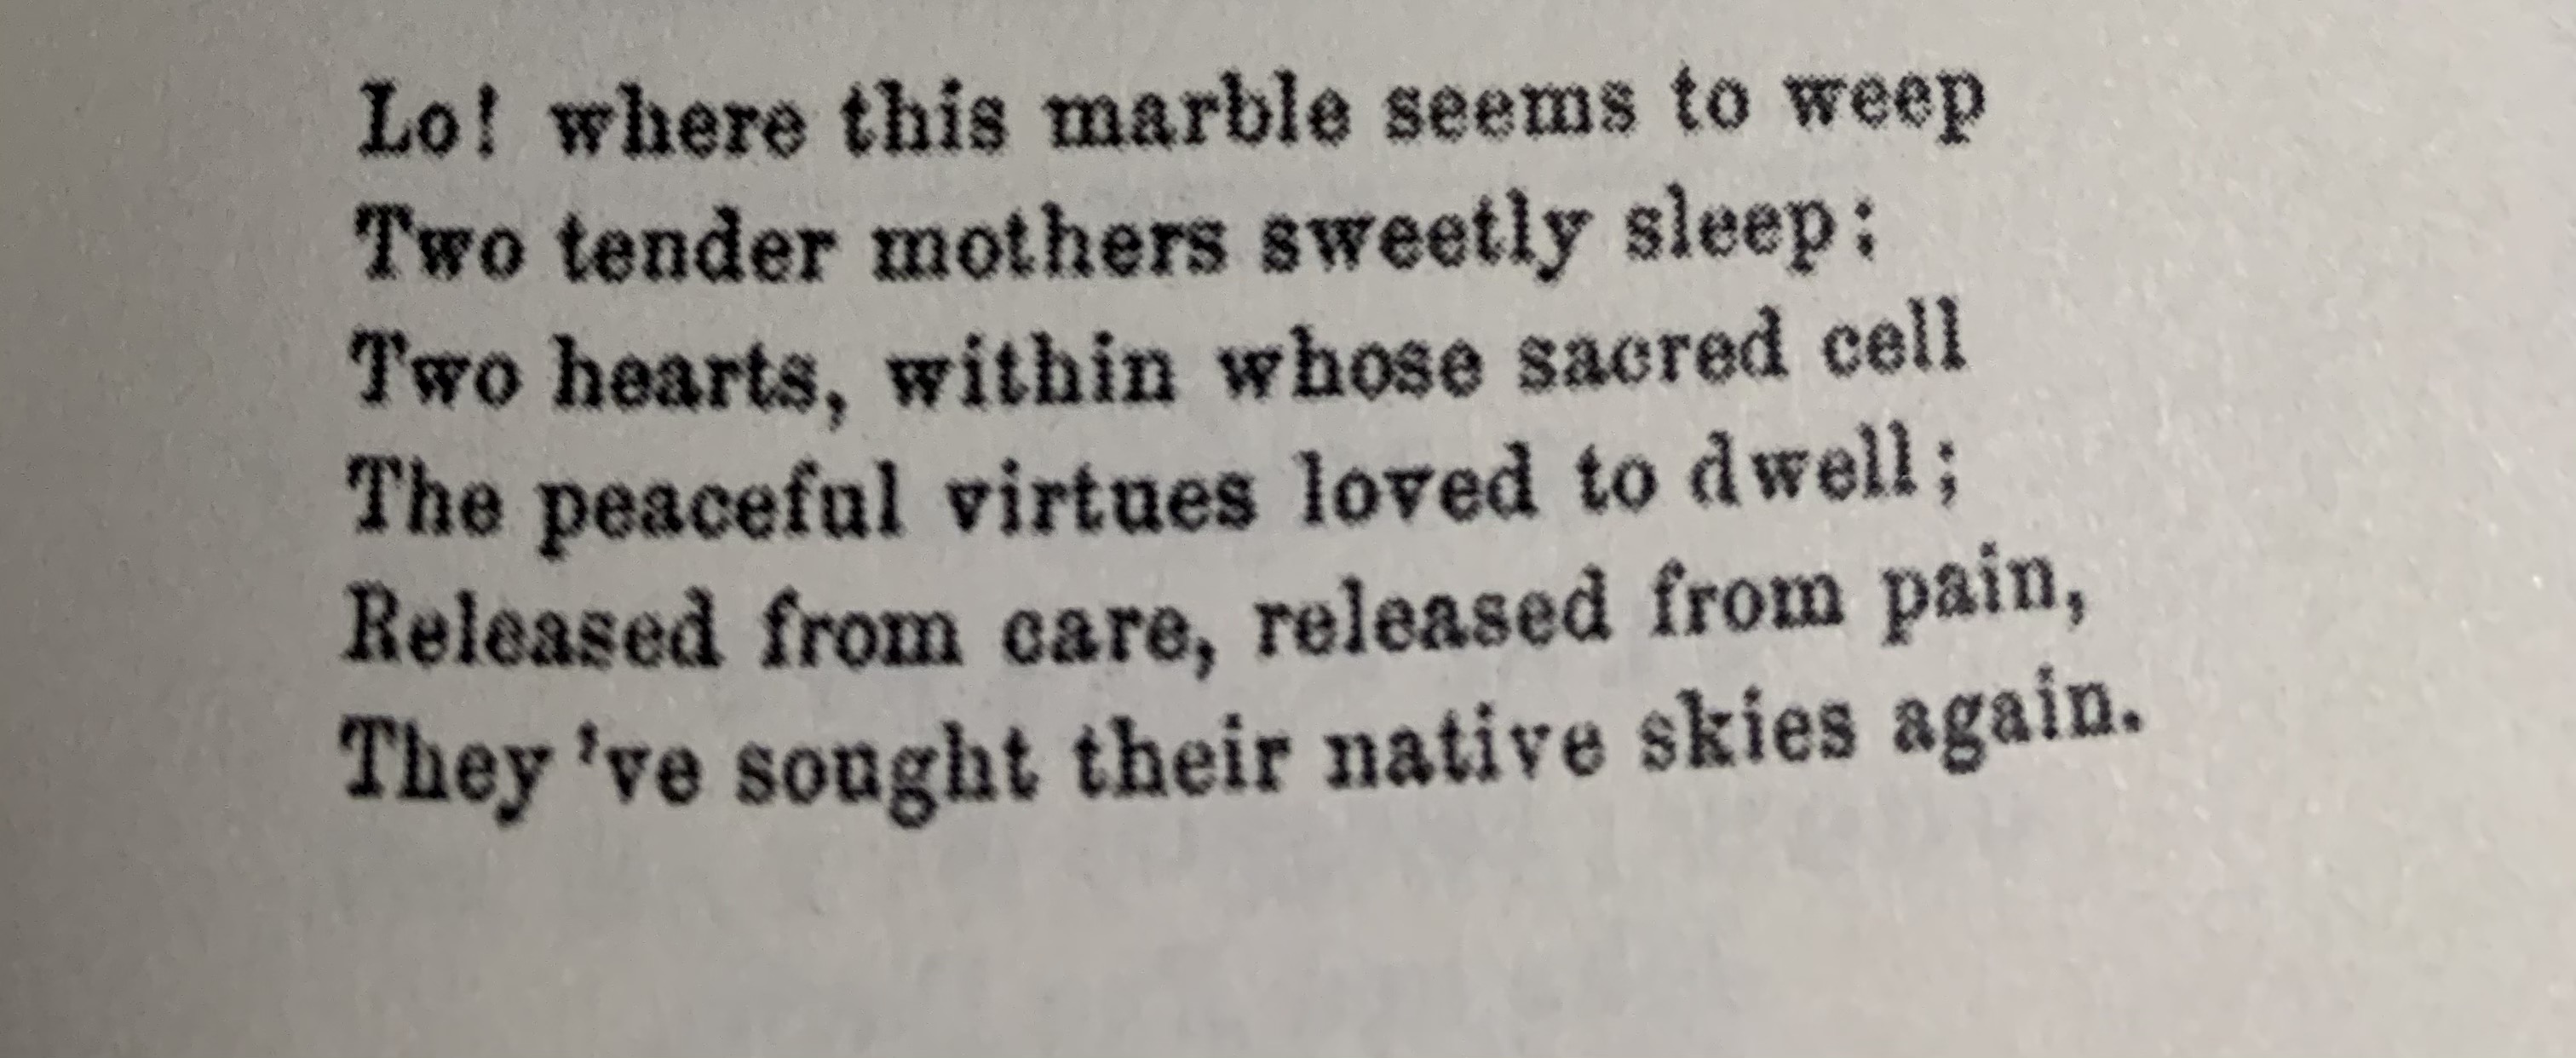 Lo! where this marble seems to weep
Two tender mothers sweetly sleep:
Two hearts, within whose sacred cell
The peaceful virtues loved to dwell;
Released from care, released from pain,
They 've sought their native skies again.